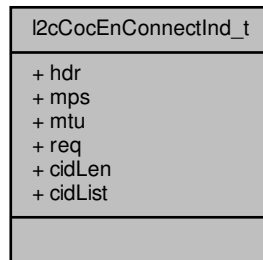 l2cCocEnConnectInd_t
+ hdr
+ mps
+ mtu
+ req
+ cidLen
+ cidList